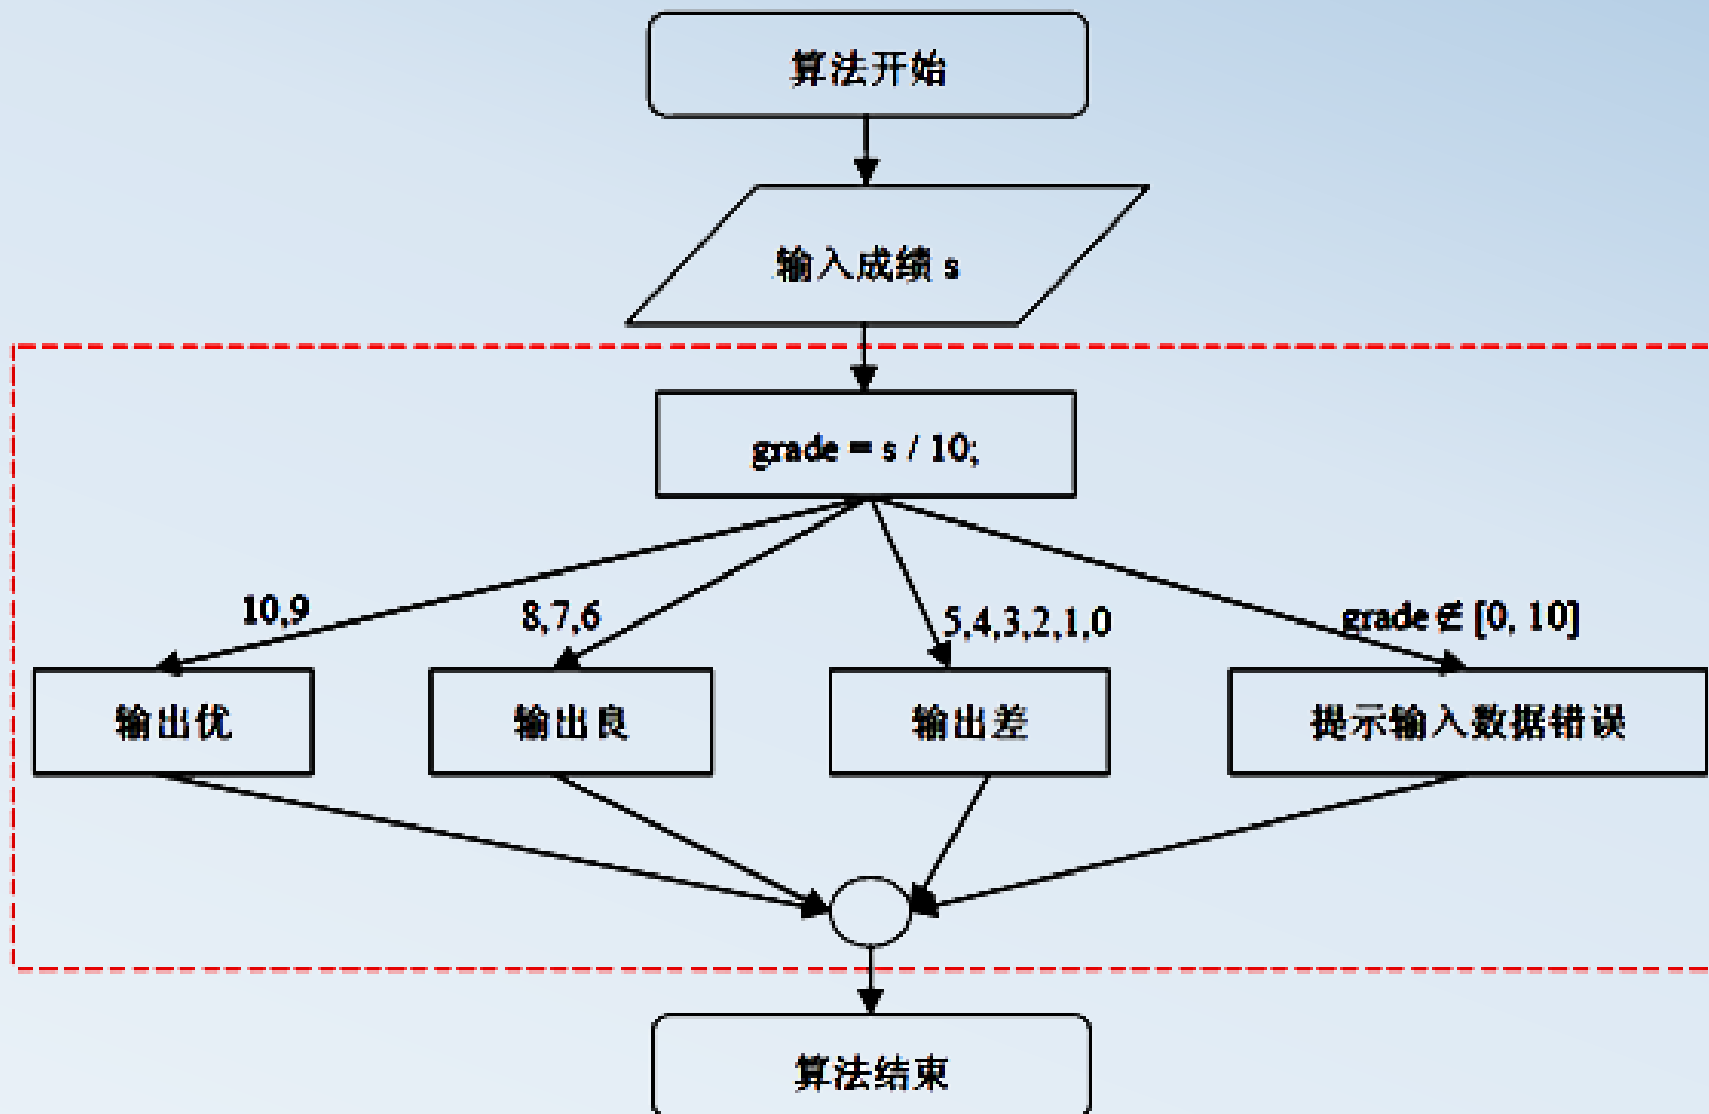 算法开始
输入成绩 s
grade = s / 10;
10,9
8,7,6
5,4,3,2,1,0
grade ∉ [0, 10]
输出优
输出良
输出差
提示输入数据错误
算法结束